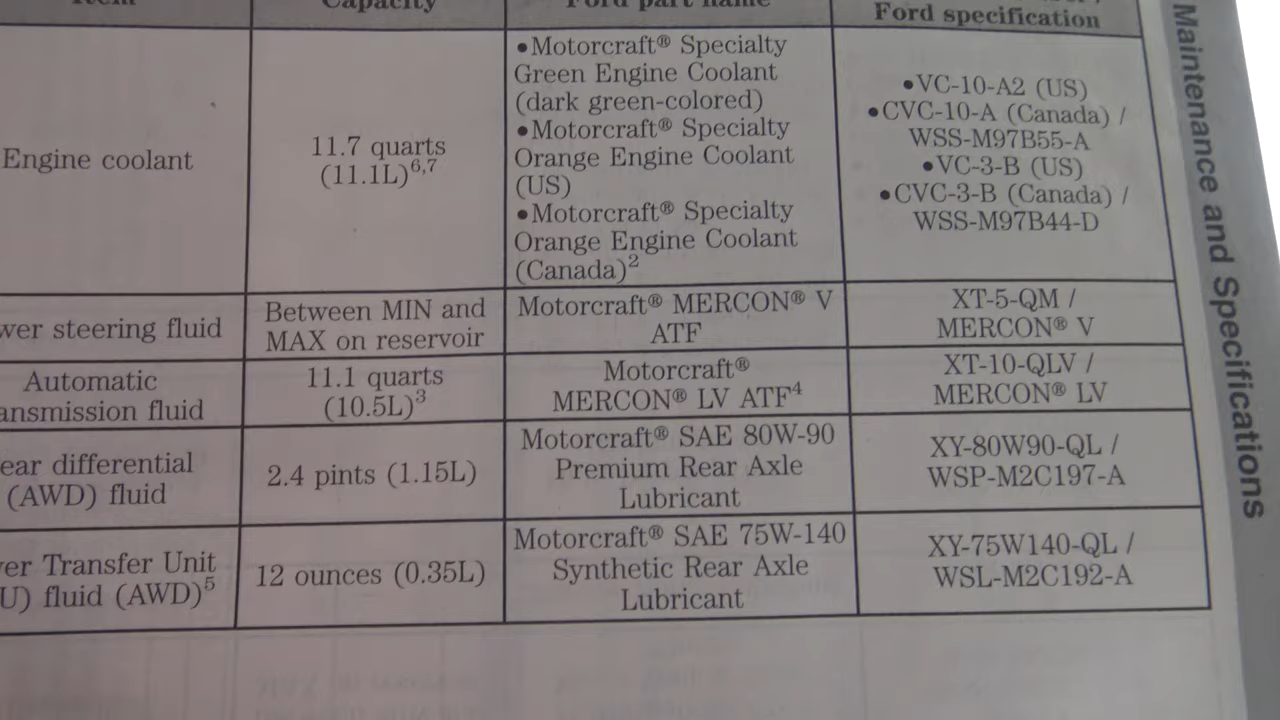 Ford specification
Engine coolant
11.7 quarts
(11.1L)6,7
•Motorcraft® Specialty
Green Engine Coolant
(dark green-colored)
•Motorcraft® Specialty
Orange Engine Coolant
(US)
•Motorcraft® Specialty
Orange Engine Coolant
(Canada)2
•VC-10-A2 (US)
•CVC-10-A (Canada) /
WSS-M97B55-A
•VC-3-B (US)
•CVC-3-B (Canada) /
WSS-M97B44-D
steering fluid
Between MIN and
MAX on reservoir
Motorcraft® MERCON® V
ATF
XT-5-QM /
MERCON® V
Automatic
fluid
11.1 quarts
(10.5L)3
Motorcraft®
MERCON® LV ATF4
XT-10-QLV /
MERCON® LV
differential
(AWD) fluid
2.4 pints (1.15L)
Motorcraft® SAE 80W-90
Premium Rear Axle
Lubricant
XY-80W90-QL /
WSP-M2C197-A
Transfer Unit
fluid (AWD)5
12 ounces (0.35L)
Motorcraft® SAE 75W-140
Synthetic Rear Axle
Lubricant
XY-75W140-QL /
WSL-M2C192-A
Maintenance and Specifications